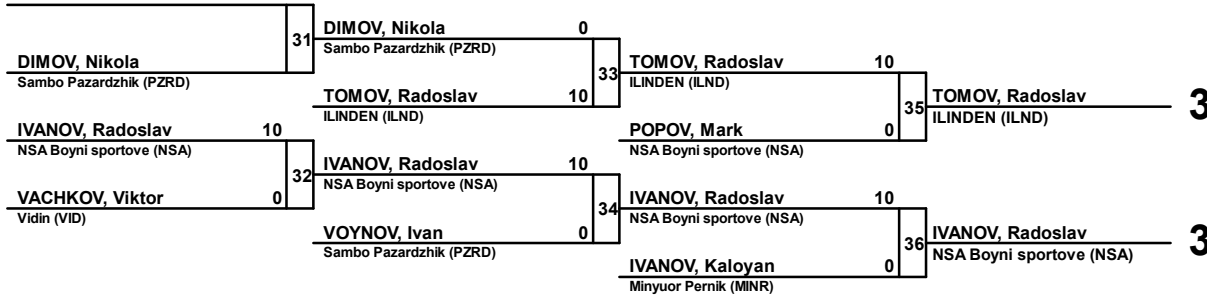 31
DIMOV, Nikola
Sambo Pazardzhik (PZRD)
DIMOV, Nikola 0
Sambo Pazardzhik (PZRD)
33
TOMOV, Radoslav 10
ILINDEN (ILND)
TOMOV, Radoslav 10
ILINDEN (ILND)
35
TOMOV, Radoslav
ILINDEN (ILND)
3
POPOV, Mark 0
NSA Boyni sportove (NSA)
IVANOV, Radoslav 10
NSA Boyni sportove (NSA)
32
VACHKOV, Viktor 0
Vidin (VID)
IVANOV, Radoslav 10
NSA Boyni sportove (NSA)
34
VOYNOV, Ivan 0
Sambo Pazardzhik (PZRD)
IVANOV, Radoslav 10
NSA Boyni sportove (NSA)
36
IVANOV, Kaloyan 0
Minyuor Pernik (MINR)
IVANOV, Radoslav
NSA Boyni sportove (NSA)
3